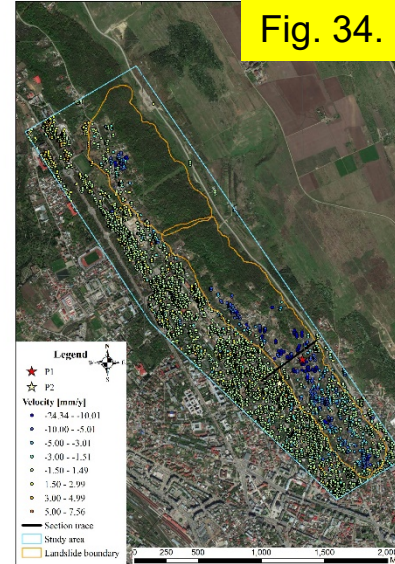 Fig. 34.
Legend
N
P1
P2
Velocity [mm/y]
-24.34 - -10.01
-10.00 - -5.01
-5.00 - -3.01
-3.00 - -1.51
-1.50 - 1.49
1.50 - 2.99
3.00 - 4.99
5.00 - 7.56
Section trace
Study area
Landslide boundary
0 250 500 1,000 1,500 2,000